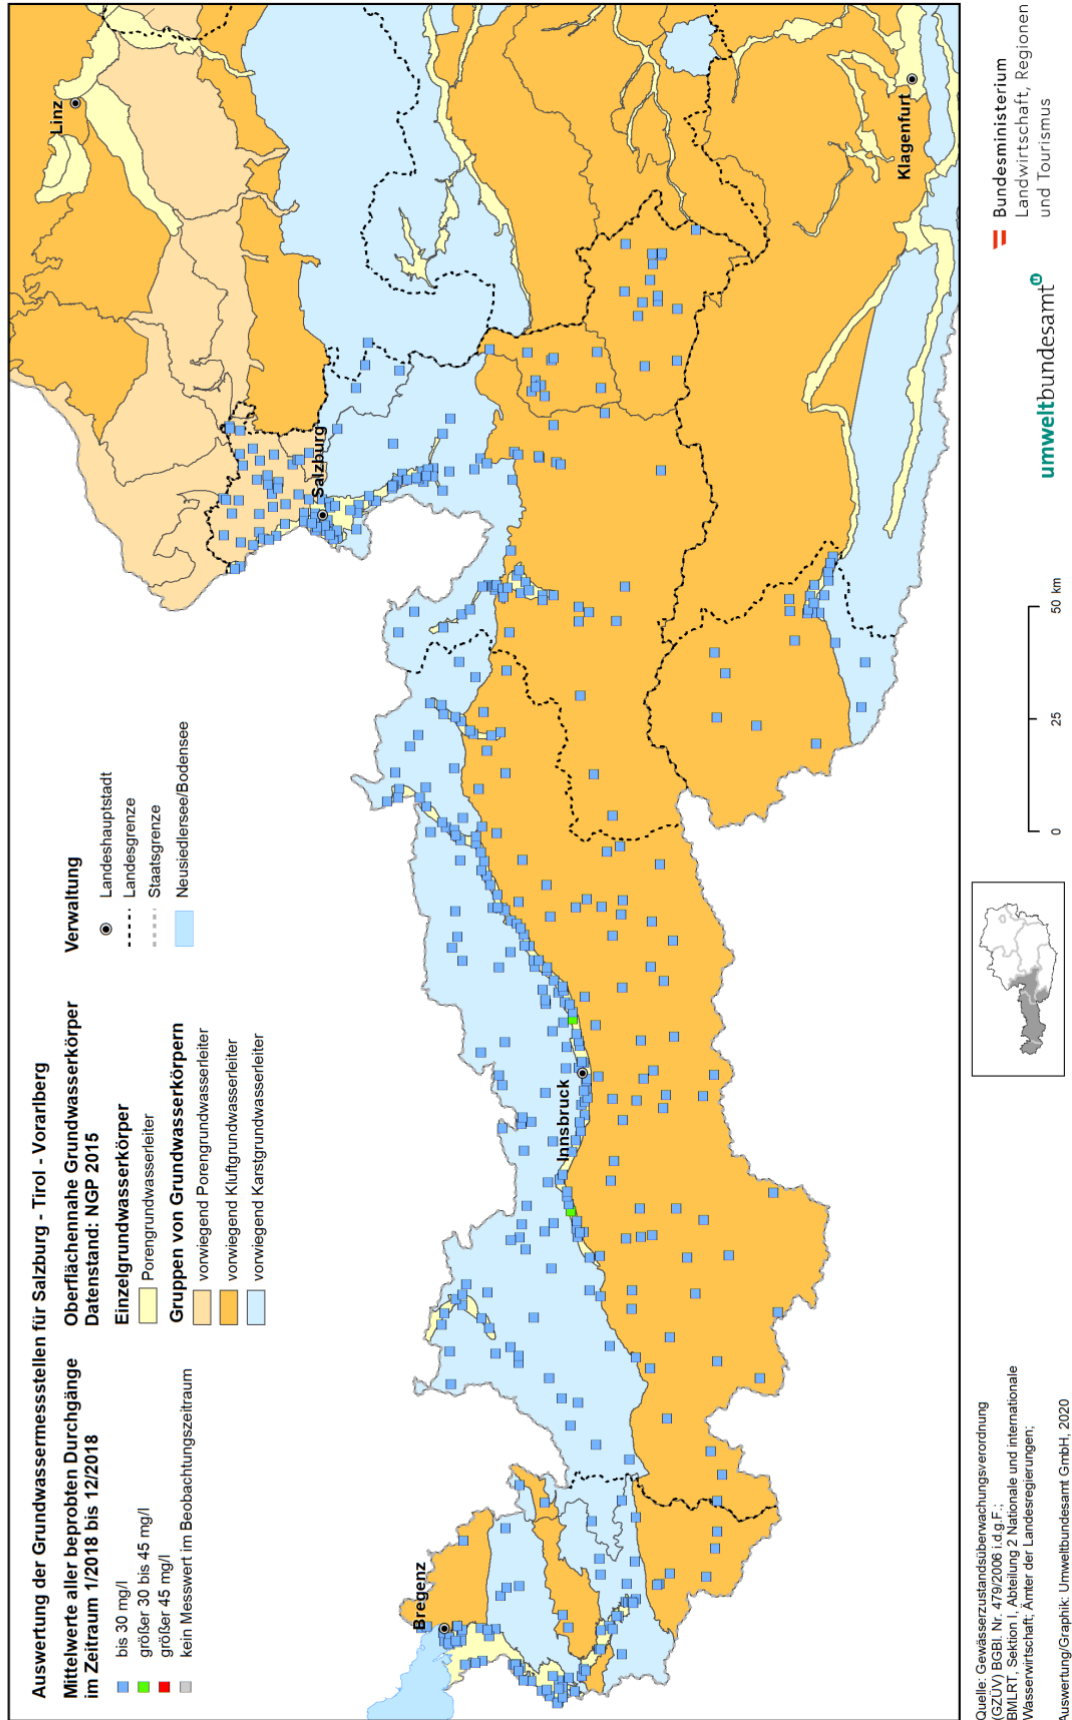 Auswertung der Grundwassermessstellen für Salzburg - Tirol - Vorarlberg
Mittelwerte aller beprobten Durchgänge
im Zeitraum 1/2018 bis 12/2018
bis 30 mg/l
größer 30 bis 45 mg/l
größer 45 mg/l
kein Messwert im Beobachtungszeitraum
Oberflächennahe Grundwasserkörper
Datenstand: NGP 2015
Einzelgrundwasserkörper
Porengrundwasserleiter
Gruppen von Grundwasserkörpern
vorwiegend Porengrundwasserleiter
vorwiegend Kluftgrundwasserleiter
vorwiegend Karstgrundwasserleiter
Verwaltung
Landeshauptstadt
Landesgrenze
Staatsgrenze
Neusiedlersee/Bodensee
Linz
Salzburg
Innsbruck
Bregenz
Klagenfurt
0 25 50 km
Quelle: Gewässerzustandsüberwachungsverordnung
(GZÜV) BGBl. Nr. 479/2006 i.d.g.F.;
BMLRT, Sektion I, Abteilung 2 Nationale und internationale
Wasserwirtschaft; Ämter der Landesregierungen;
Auswertung/Graphik: Umweltbundesamt GmbH, 2020
umweltbundesamt
Bundesministerium
Landwirtschaft, Regionen
und Tourismus